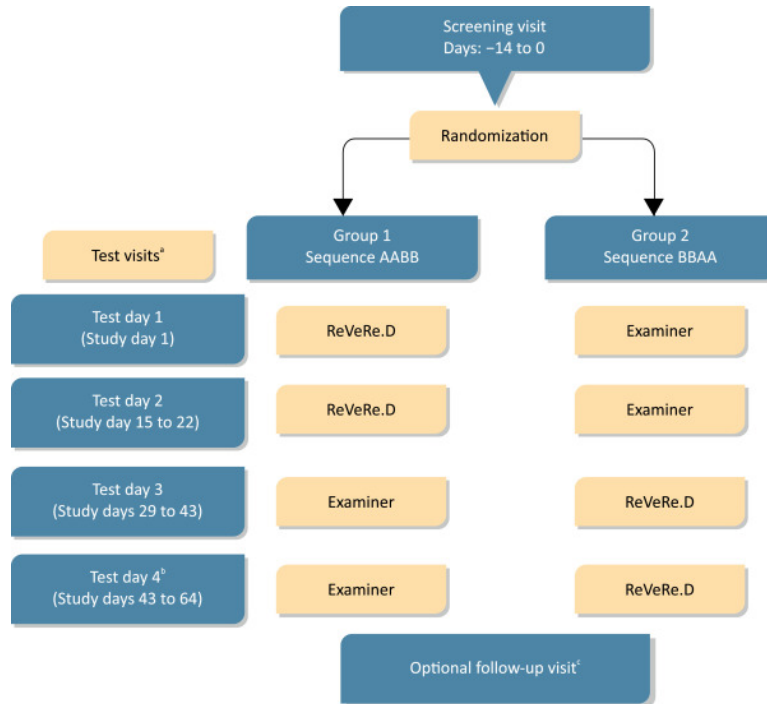 Screening visit
Days: −14 to 0
Randomization
Test visitsᵃ
Group 1
Sequence AABB
Group 2
Sequence BBAA
Test day 1
(Study day 1)
ReVeRe.D
Examiner
Test day 2
(Study day 15 to 22)
ReVeRe.D
Examiner
Test day 3
(Study days 29 to 43)
Examiner
ReVeRe.D
Test day 4ᵇ
(Study days 43 to 64)
Examiner
ReVeRe.D
Optional follow-up visitᶜ